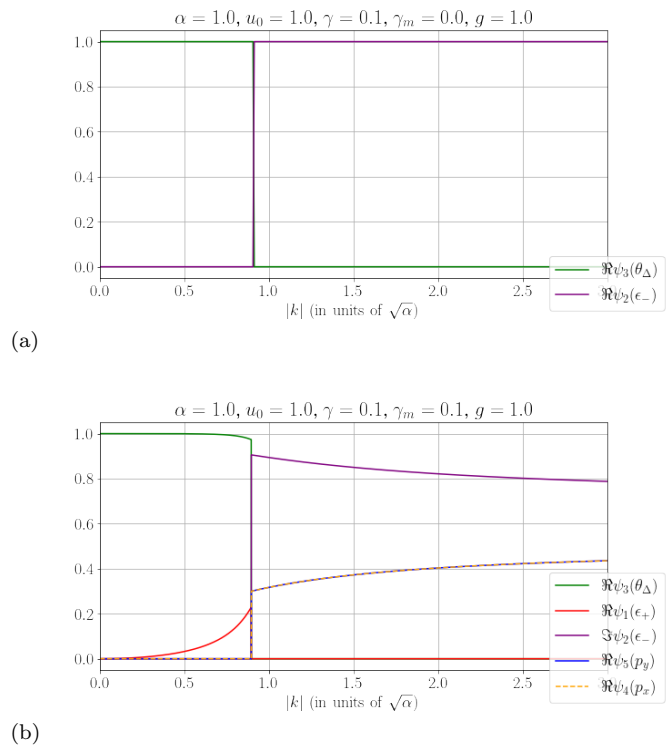 α = 1.0, u₀ = 1.0, γ = 0.1, γₘ = 0.0, g = 1.0
1.0
0.8
0.6
0.4
0.2
0.0
0.0 0.5 1.0 1.5 2.0 2.5
|k| (in units of √α)
ℜψ₃(θ_Δ)
ℜψ₂(ϵ₋)
(a)
α = 1.0, u₀ = 1.0, γ = 0.1, γₘ = 0.1, g = 1.0
1.0
0.8
0.6
0.4
0.2
0.0
0.0 0.5 1.0 1.5 2.0 2.5
|k| (in units of √α)
ℜψ₃(θ_Δ)
ℜψ₁(ϵ₊)
ℑψ₂(ϵ₋)
ℜψ₅(p_y)
ℜψ₄(pₓ)
(b)